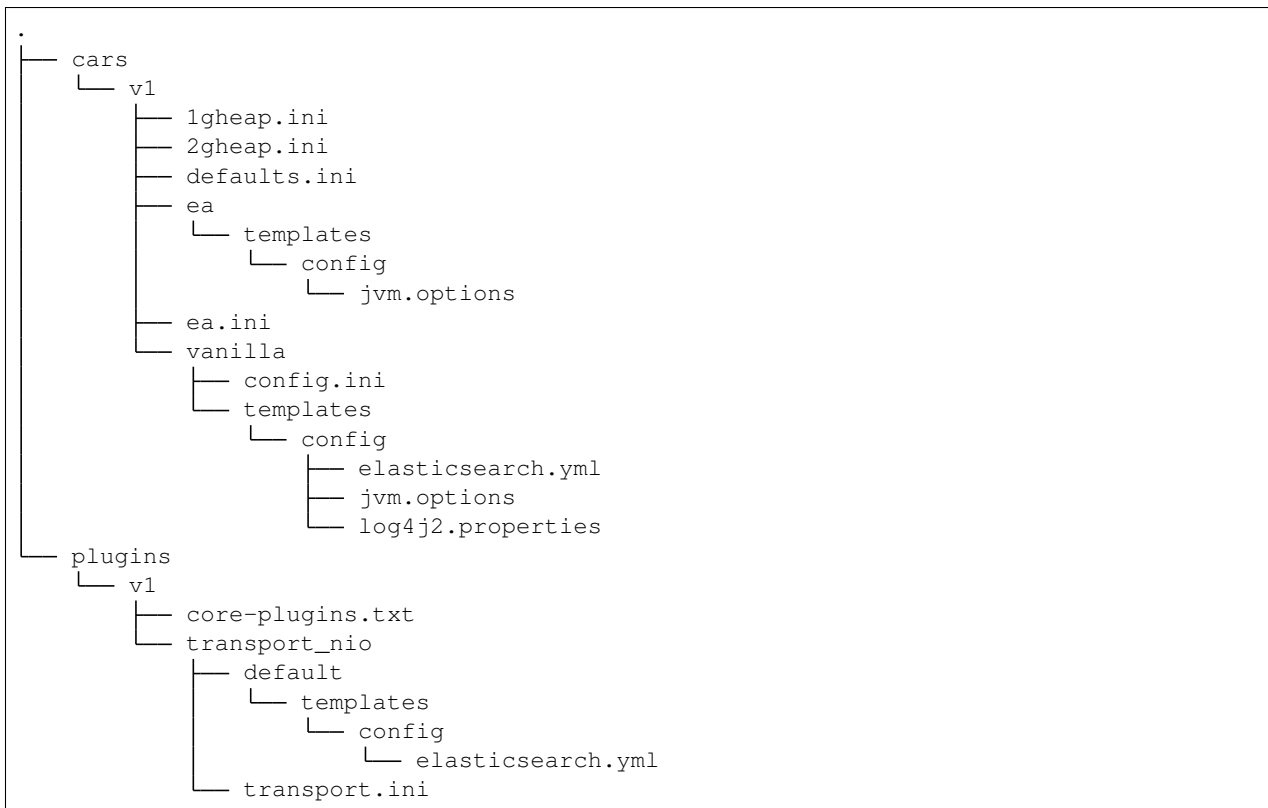 .
├── cars
│   └── v1
│       ├── 1gheap.ini
│       ├── 2gheap.ini
│       ├── defaults.ini
│       ├── ea
│       │   └── templates
│       │       └── config
│       │           └── jvm.options
│       ├── ea.ini
│       └── vanilla
│           ├── config.ini
│           └── templates
│               └── config
│                   ├── elasticsearch.yml
│                   ├── jvm.options
│                   └── log4j2.properties
└── plugins
    └── v1
        ├── core-plugins.txt
        └── transport_nio
            ├── default
            │   └── templates
            │       └── config
            │           └── elasticsearch.yml
            └── transport.ini